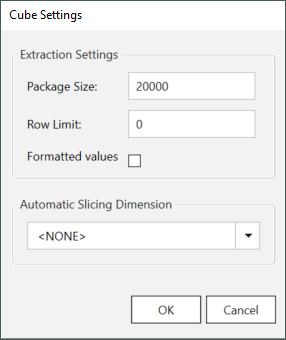 Cube Settings
Extraction Settings
Package Size: 20000
Row Limit: 0
Formatted values
Automatic Slicing Dimension
<NONE>
OK Cancel